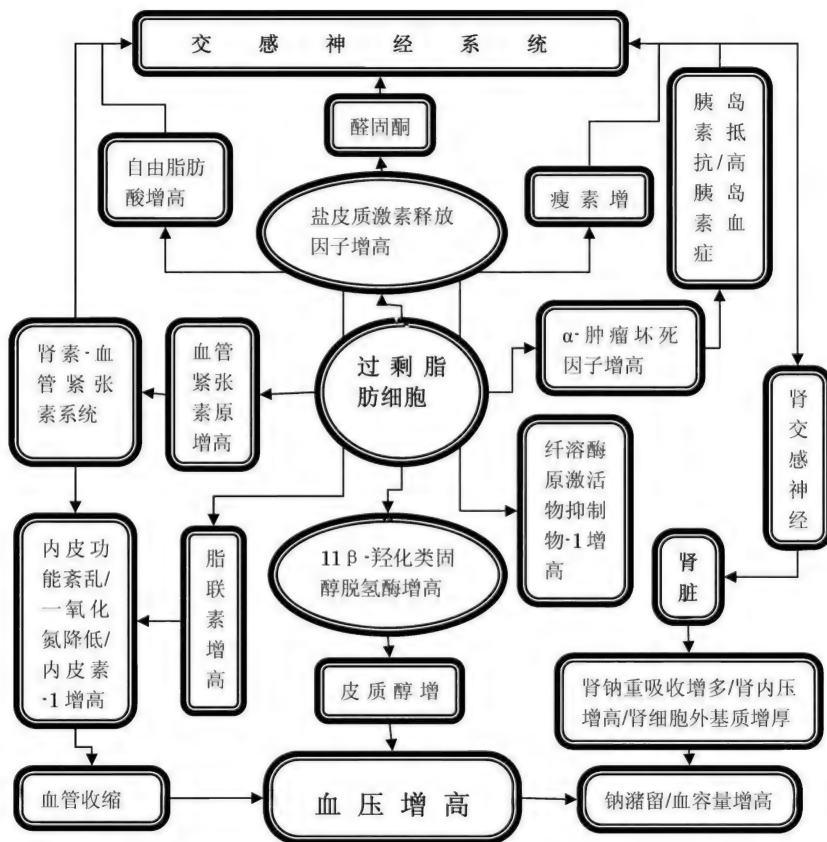 交感神经系统
醛固酮
自由脂肪
酸增高
盐皮质激素释放
因子增高
瘦素增
胰岛
素抵
抗/高
胰岛
素血
症
肾素-血
管紧张
素系统
血管
紧张
素原
增高
过剩脂
肪细胞
α-肿瘤坏死
因子增高
肾
交
感
神
经
纤溶酶
原激活
物抑制
物-1增
高
内皮功
能紊乱/
一氧化
氮降低/
内皮素
-1增高
脂
联
素
增
高
11β-羟化类固
醇脱氢酶增高
肾
脏
皮质醇增
肾钠重吸收增多/肾内压
增高/肾细胞外基质增厚
血管收缩
血压增高
钠潴留/血容量增高